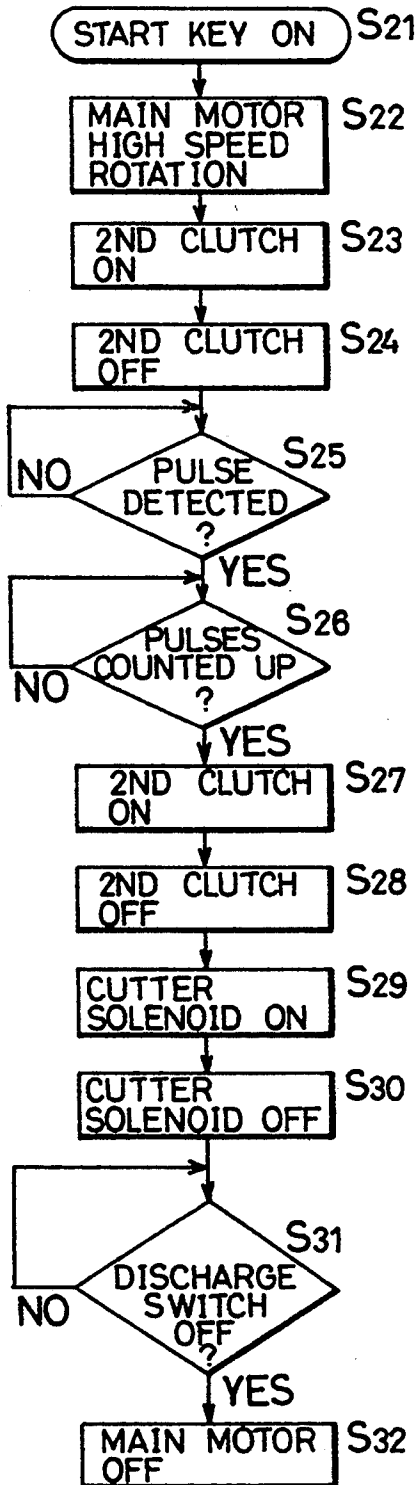 START KEY ON S21
MAIN MOTOR S22
HIGH SPEED
ROTATION
2ND CLUTCH S23
ON
2ND CLUTCH S24
OFF
S25
NO PULSE
DETECTED
?
YES
S26
PULSES
NO COUNTED UP
?
YES
2ND CLUTCH S27
ON
2ND CLUTCH S28
OFF
CUTTER S29
SOLENOID ON
CUTTER S30
SOLENOID OFF
S31
DISCHARGE
NO SWITCH
OFF
?
YES
MAIN MOTOR S32
OFF